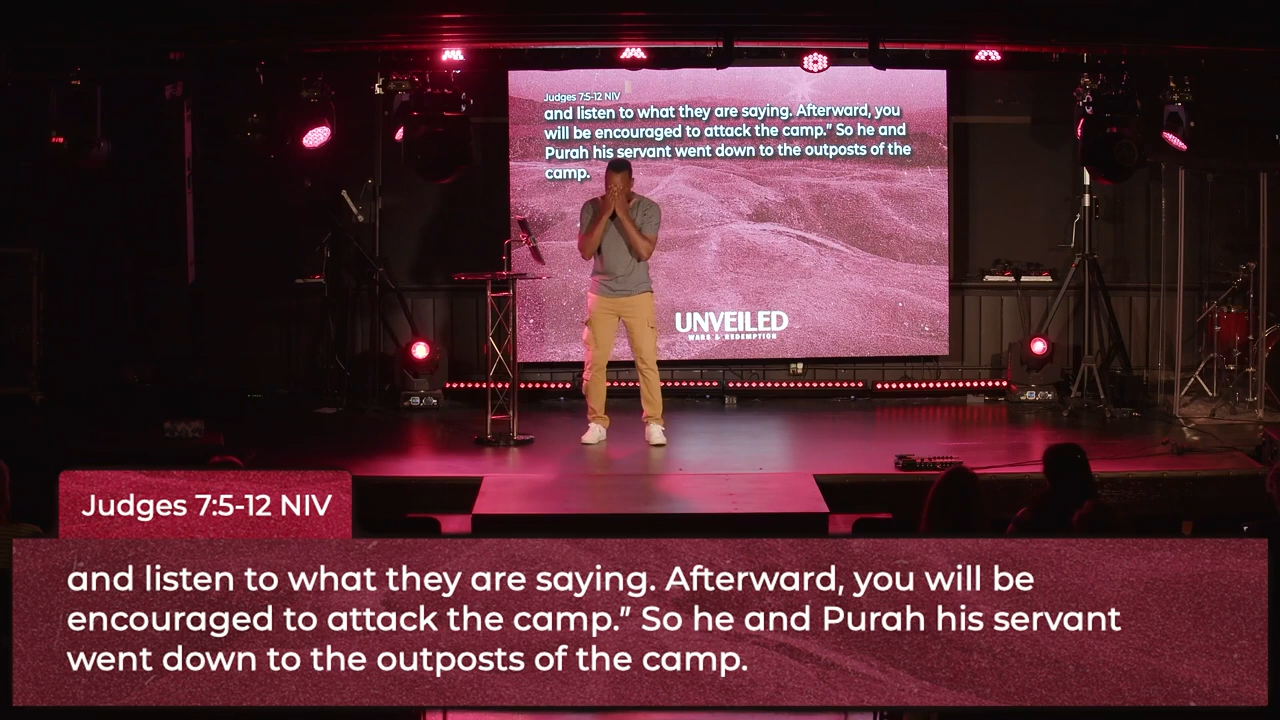 Judges 7:5-12 NIV
and listen to what they are saying. Afterward, you
will be encouraged to attack the camp.” So he and
Purah his servant went down to the outposts of the
camp.
UNVEILED
WARS & REDEMPTION
Judges 7:5-12 NIV
and listen to what they are saying. Afterward, you will be
encouraged to attack the camp.” So he and Purah his servant
went down to the outposts of the camp.